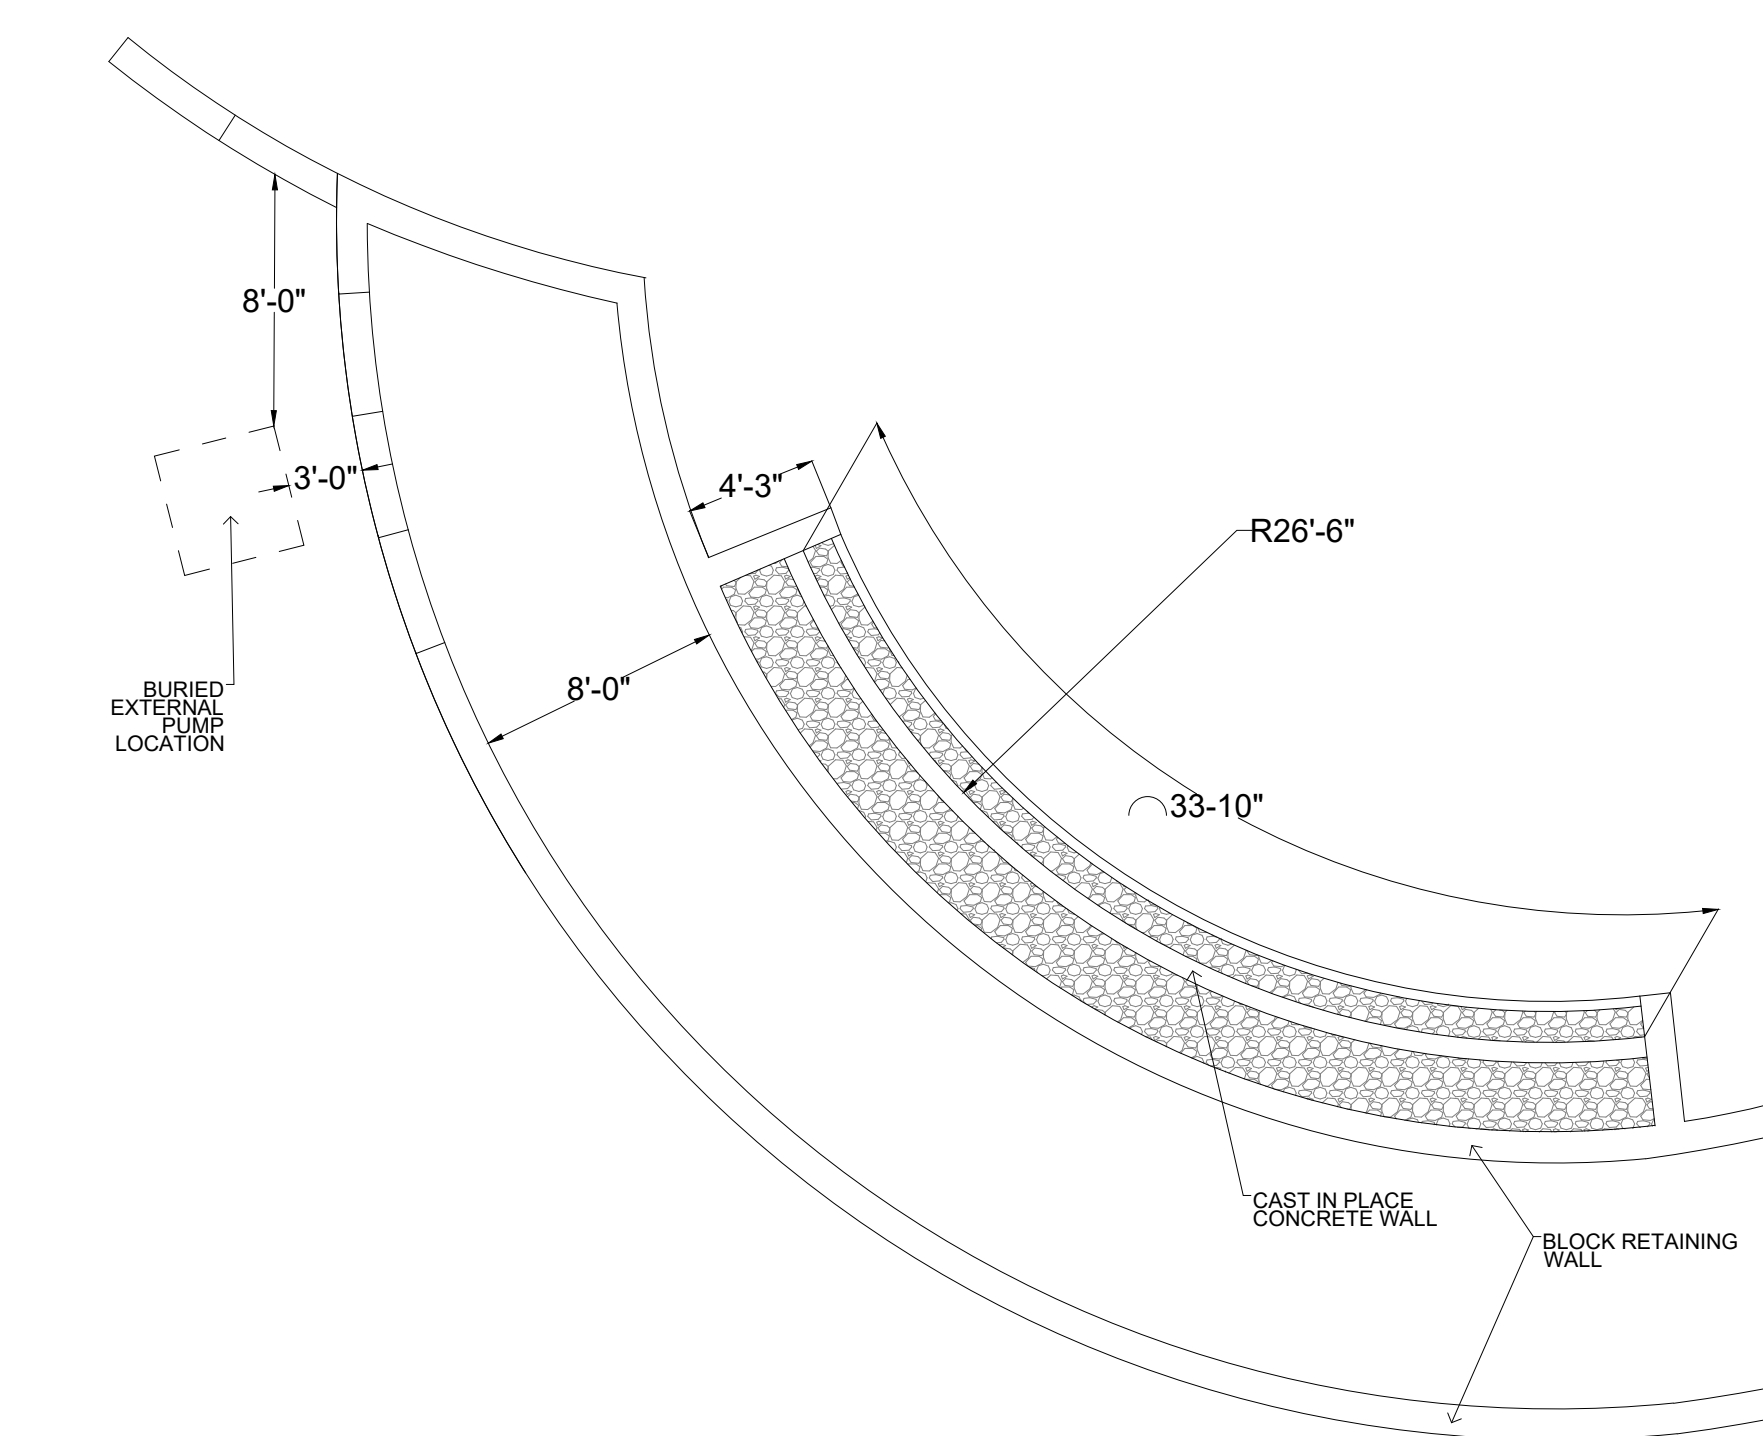 8'-0"
3'-0"
4'-3"
R26'-6"
BURIED
EXTERNAL
PUMP
LOCATION
8'-0"
33-10"
CAST IN PLACE
CONCRETE WALL
BLOCK RETAINING
WALL